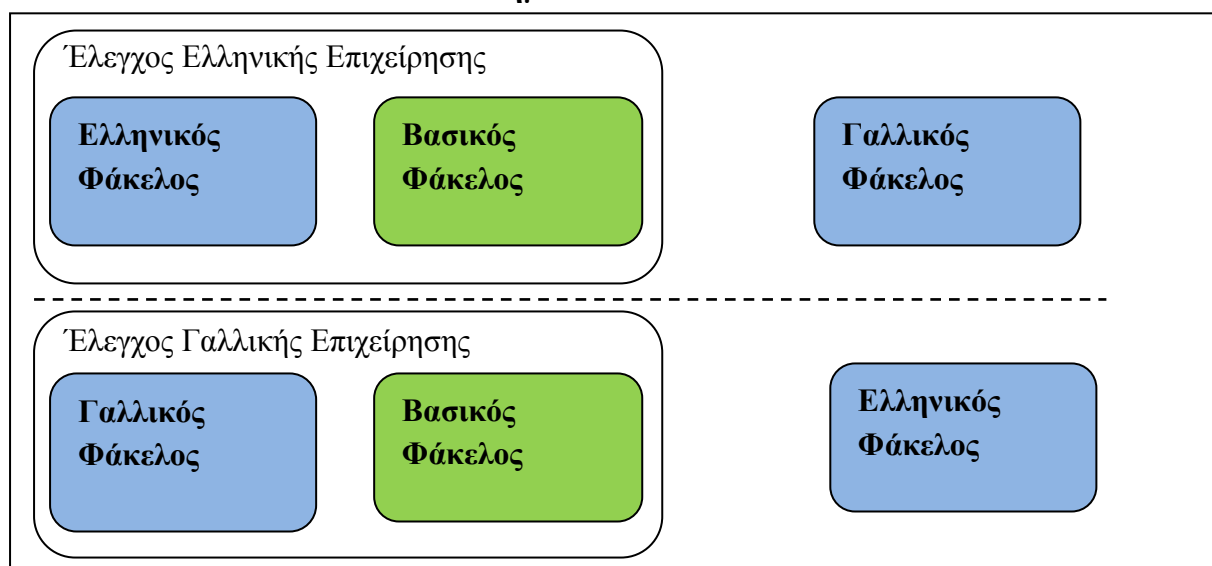 Έλεγχος Ελληνικής Επιχείρησης
Ελληνικός
Φάκελος
Βασικός
Φάκελος
Γαλλικός
Φάκελος
Έλεγχος Γαλλικής Επιχείρησης
Γαλλικός
Φάκελος
Βασικός
Φάκελος
Ελληνικός
Φάκελος